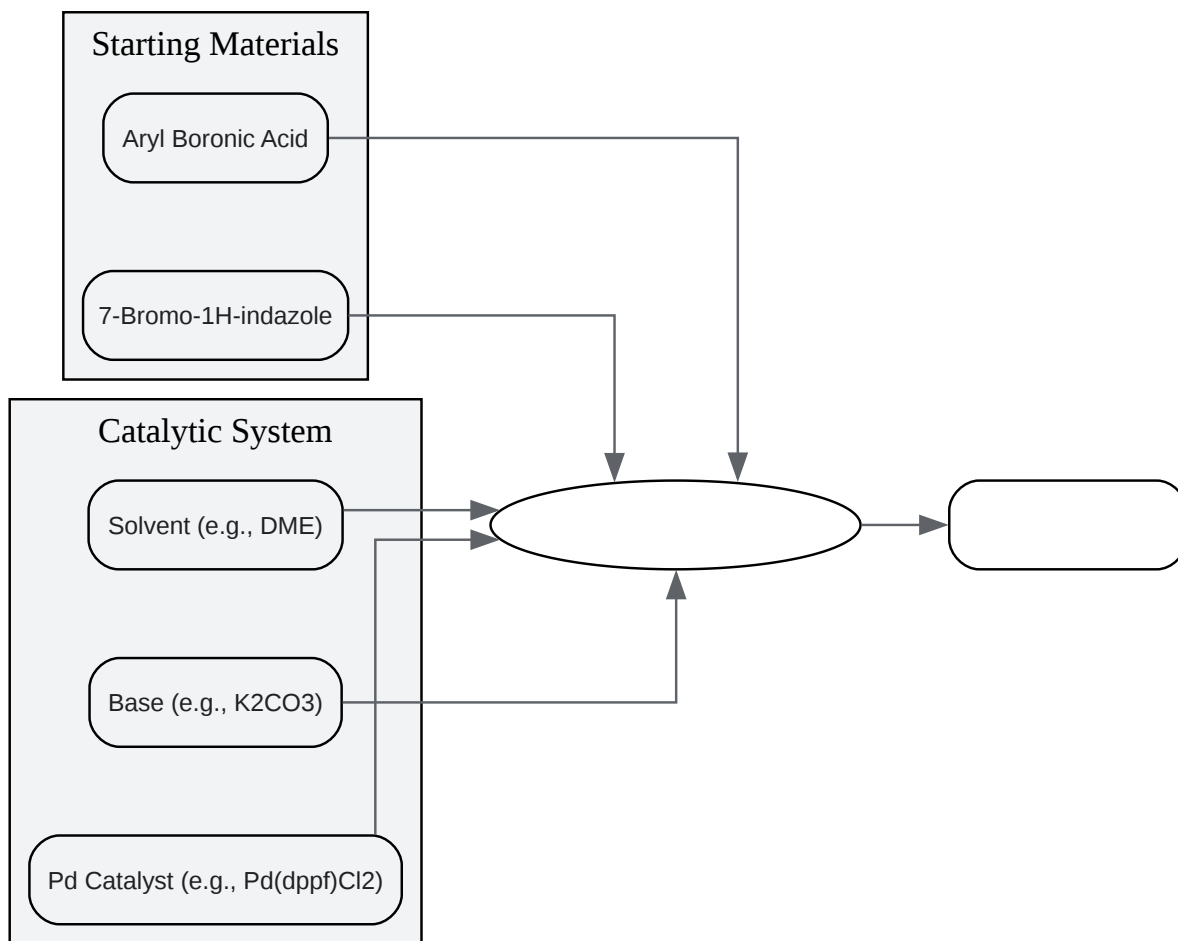 Starting Materials
Aryl Boronic Acid
7-Bromo-1H-indazole
Catalytic System
Solvent (e.g., DME)
Base (e.g., K2CO3)
Pd Catalyst (e.g., Pd(dppf)Cl2)